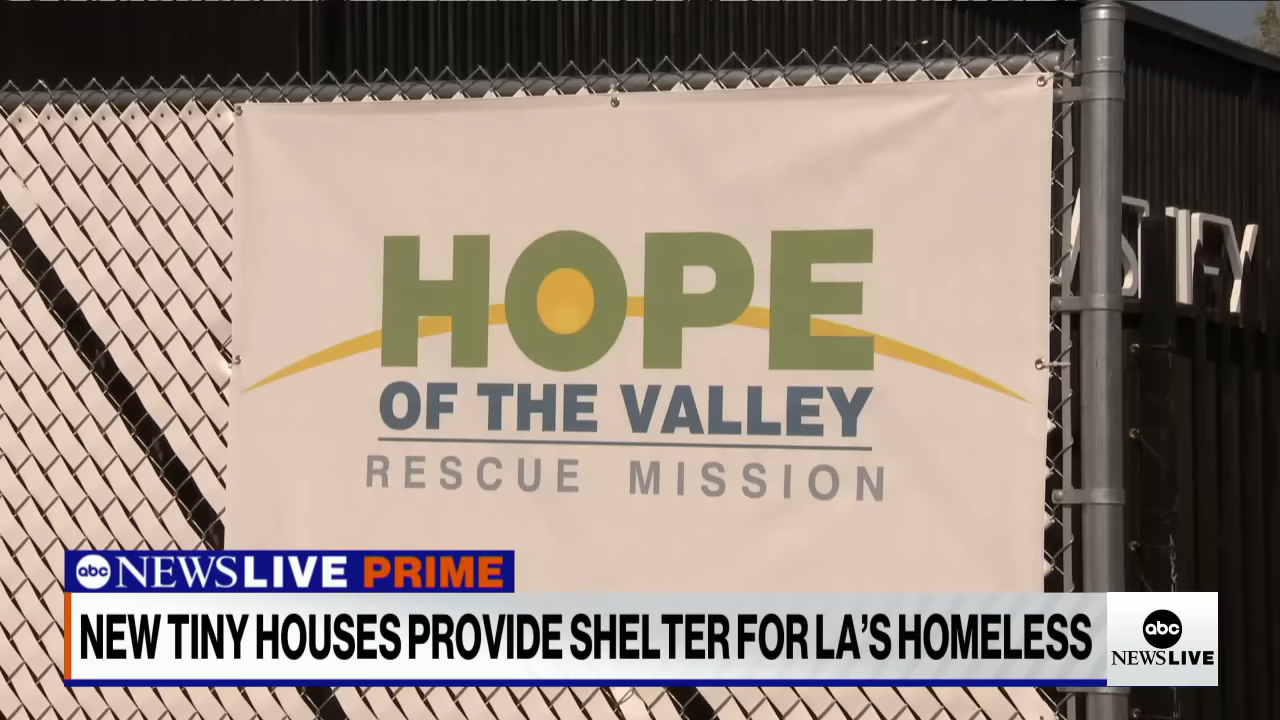 HOPE
OF THE VALLEY
RESCUE MISSION
abc NEWS LIVE PRIME
NEW TINY HOUSES PROVIDE SHELTER FOR LA'S HOMELESS
abc
NEWS LIVE